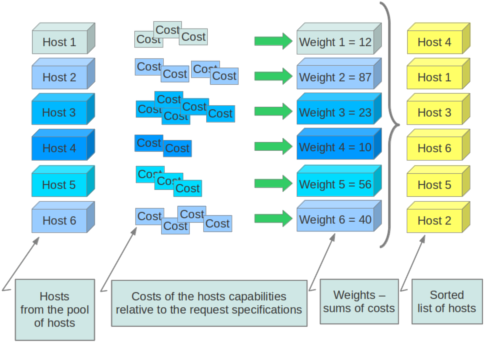 Host 1
Cost
Cost
Cost
Weight 1 = 12
Host 4
Host 2
Cost
Cost
Cost
Cost
Weight 2 = 87
Host 1
Host 3
Cost
Cost
Cost
Cost
Cost
Weight 3 = 23
Host 3
Host 4
Cost
Cost
Weight 4 = 10
Host 6
Host 5
Cost
Cost
Cost
Weight 5 = 56
Host 5
Host 6
Cost
Cost
Cost
Cost
Weight 6 = 40
Host 2
Hosts
from the pool
of hosts
Costs of the hosts capabilities
relative to the request specifications
Weights –
sums of costs
Sorted
list of hosts